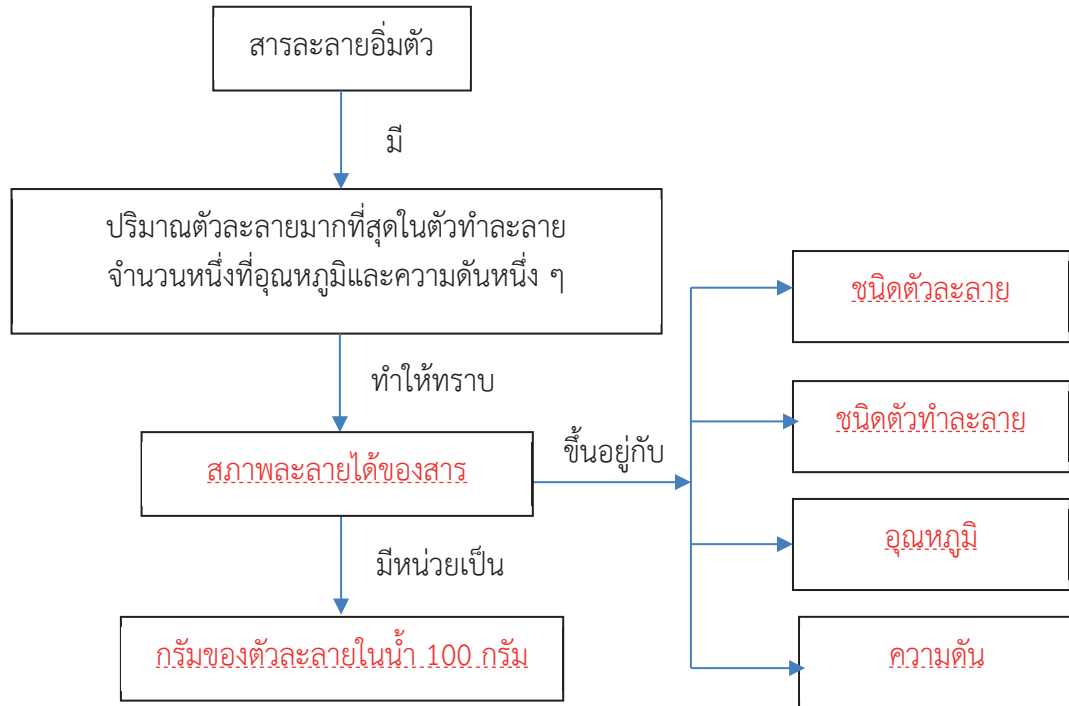 สารละลายอิ่มตัว
มี
ปริมาณตัวละลายมากที่สุดในตัวทำละลาย
จำนวนหนึ่งที่อุณหภูมิและความดันหนึ่ง ๆ
ทำให้ทราบ
สภาพละลายได้ของสาร
ขึ้นอยู่กับ
ชนิดตัวละลาย
ชนิดตัวทำละลาย
อุณหภูมิ
ความดัน
มีหน่วยเป็น
กรัมของตัวละลายในน้ำ 100 กรัม